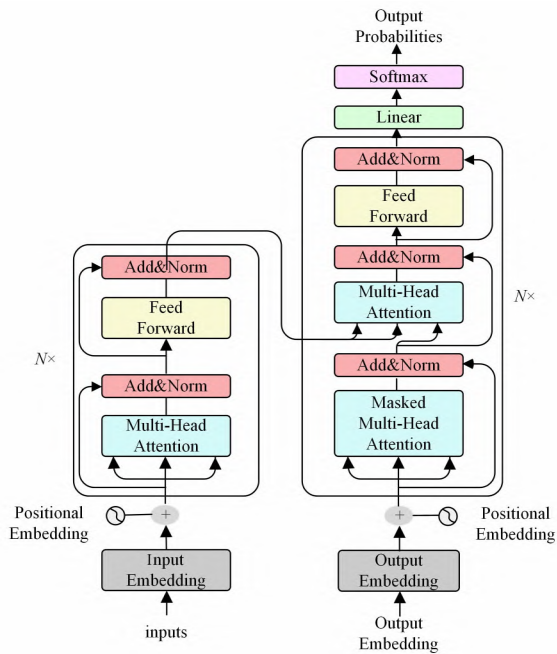 Output
Probabilities
Softmax
Linear
Add&Norm
Feed
Forward
Add&Norm
Multi-Head
Attention
Add&Norm
Masked
Multi-Head
Attention
N×
+
Positional
Embedding
Output
Embedding
Output
Embedding
Add&Norm
Feed
Forward
Add&Norm
Multi-Head
Attention
N×
+
Positional
Embedding
Input
Embedding
inputs